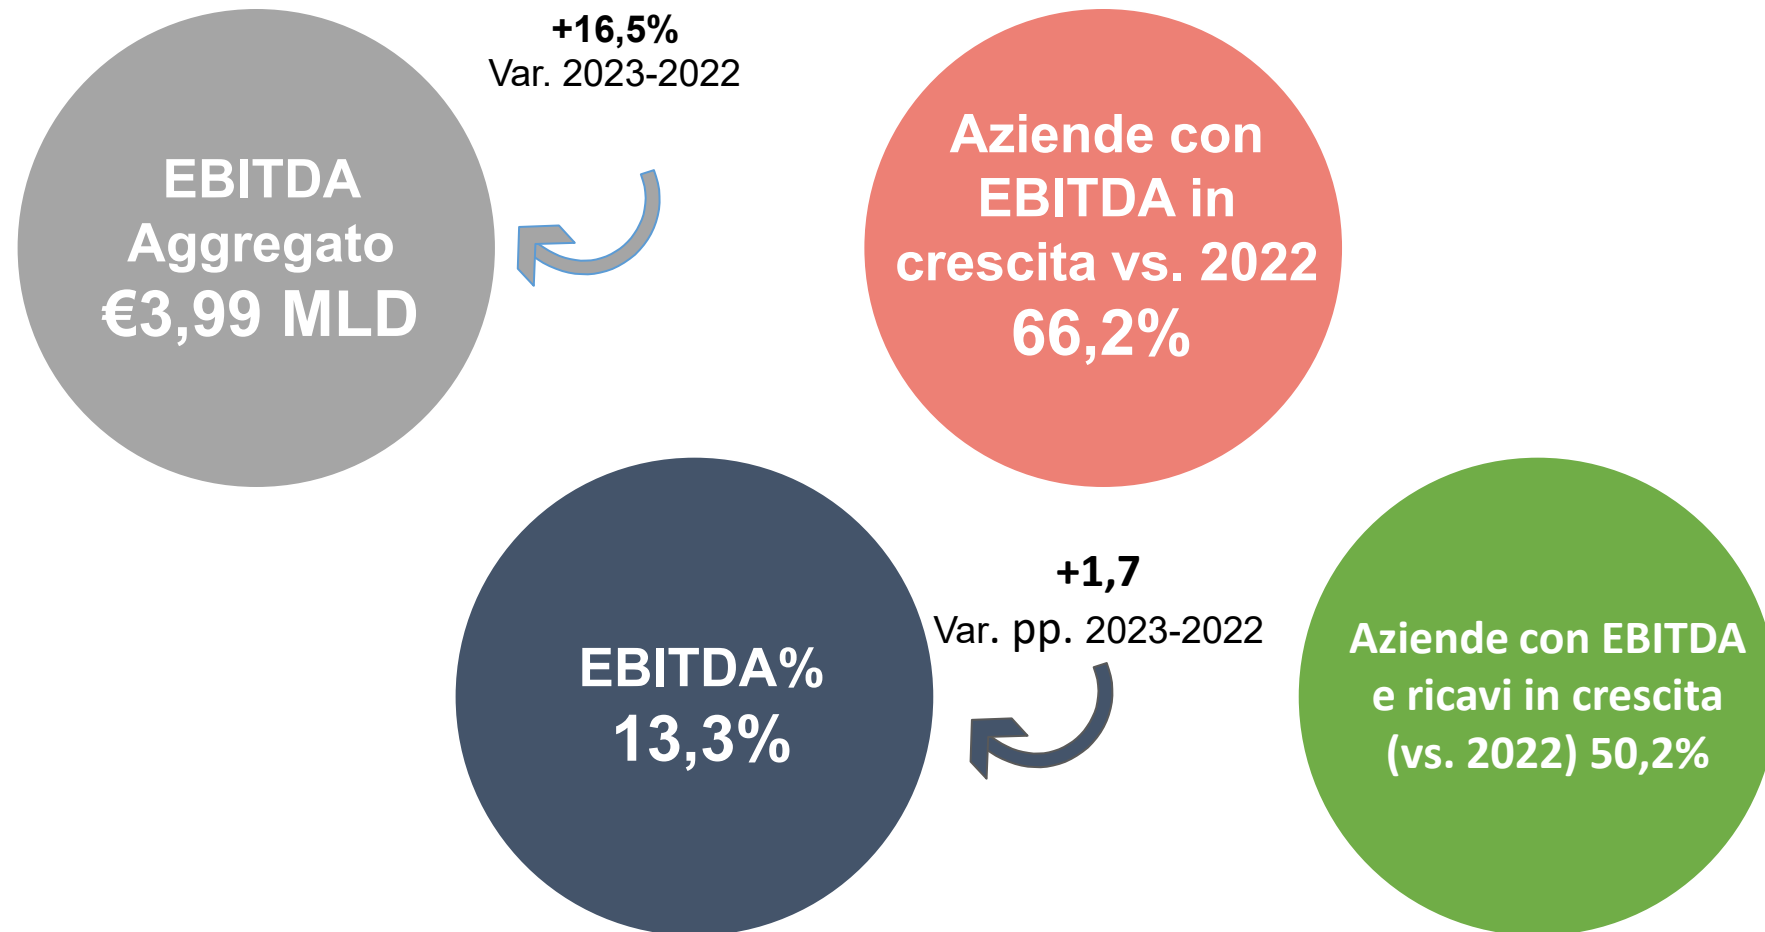 EBITDA
Aggregato
€3,99 MLD
+16,5%
Var. 2023-2022
Aziende con
EBITDA in
crescita vs. 2022
66,2%
EBITDA%
13,3%
+1,7
Var. pp. 2023-2022
Aziende con EBITDA
e ricavi in crescita
(vs. 2022) 50,2%